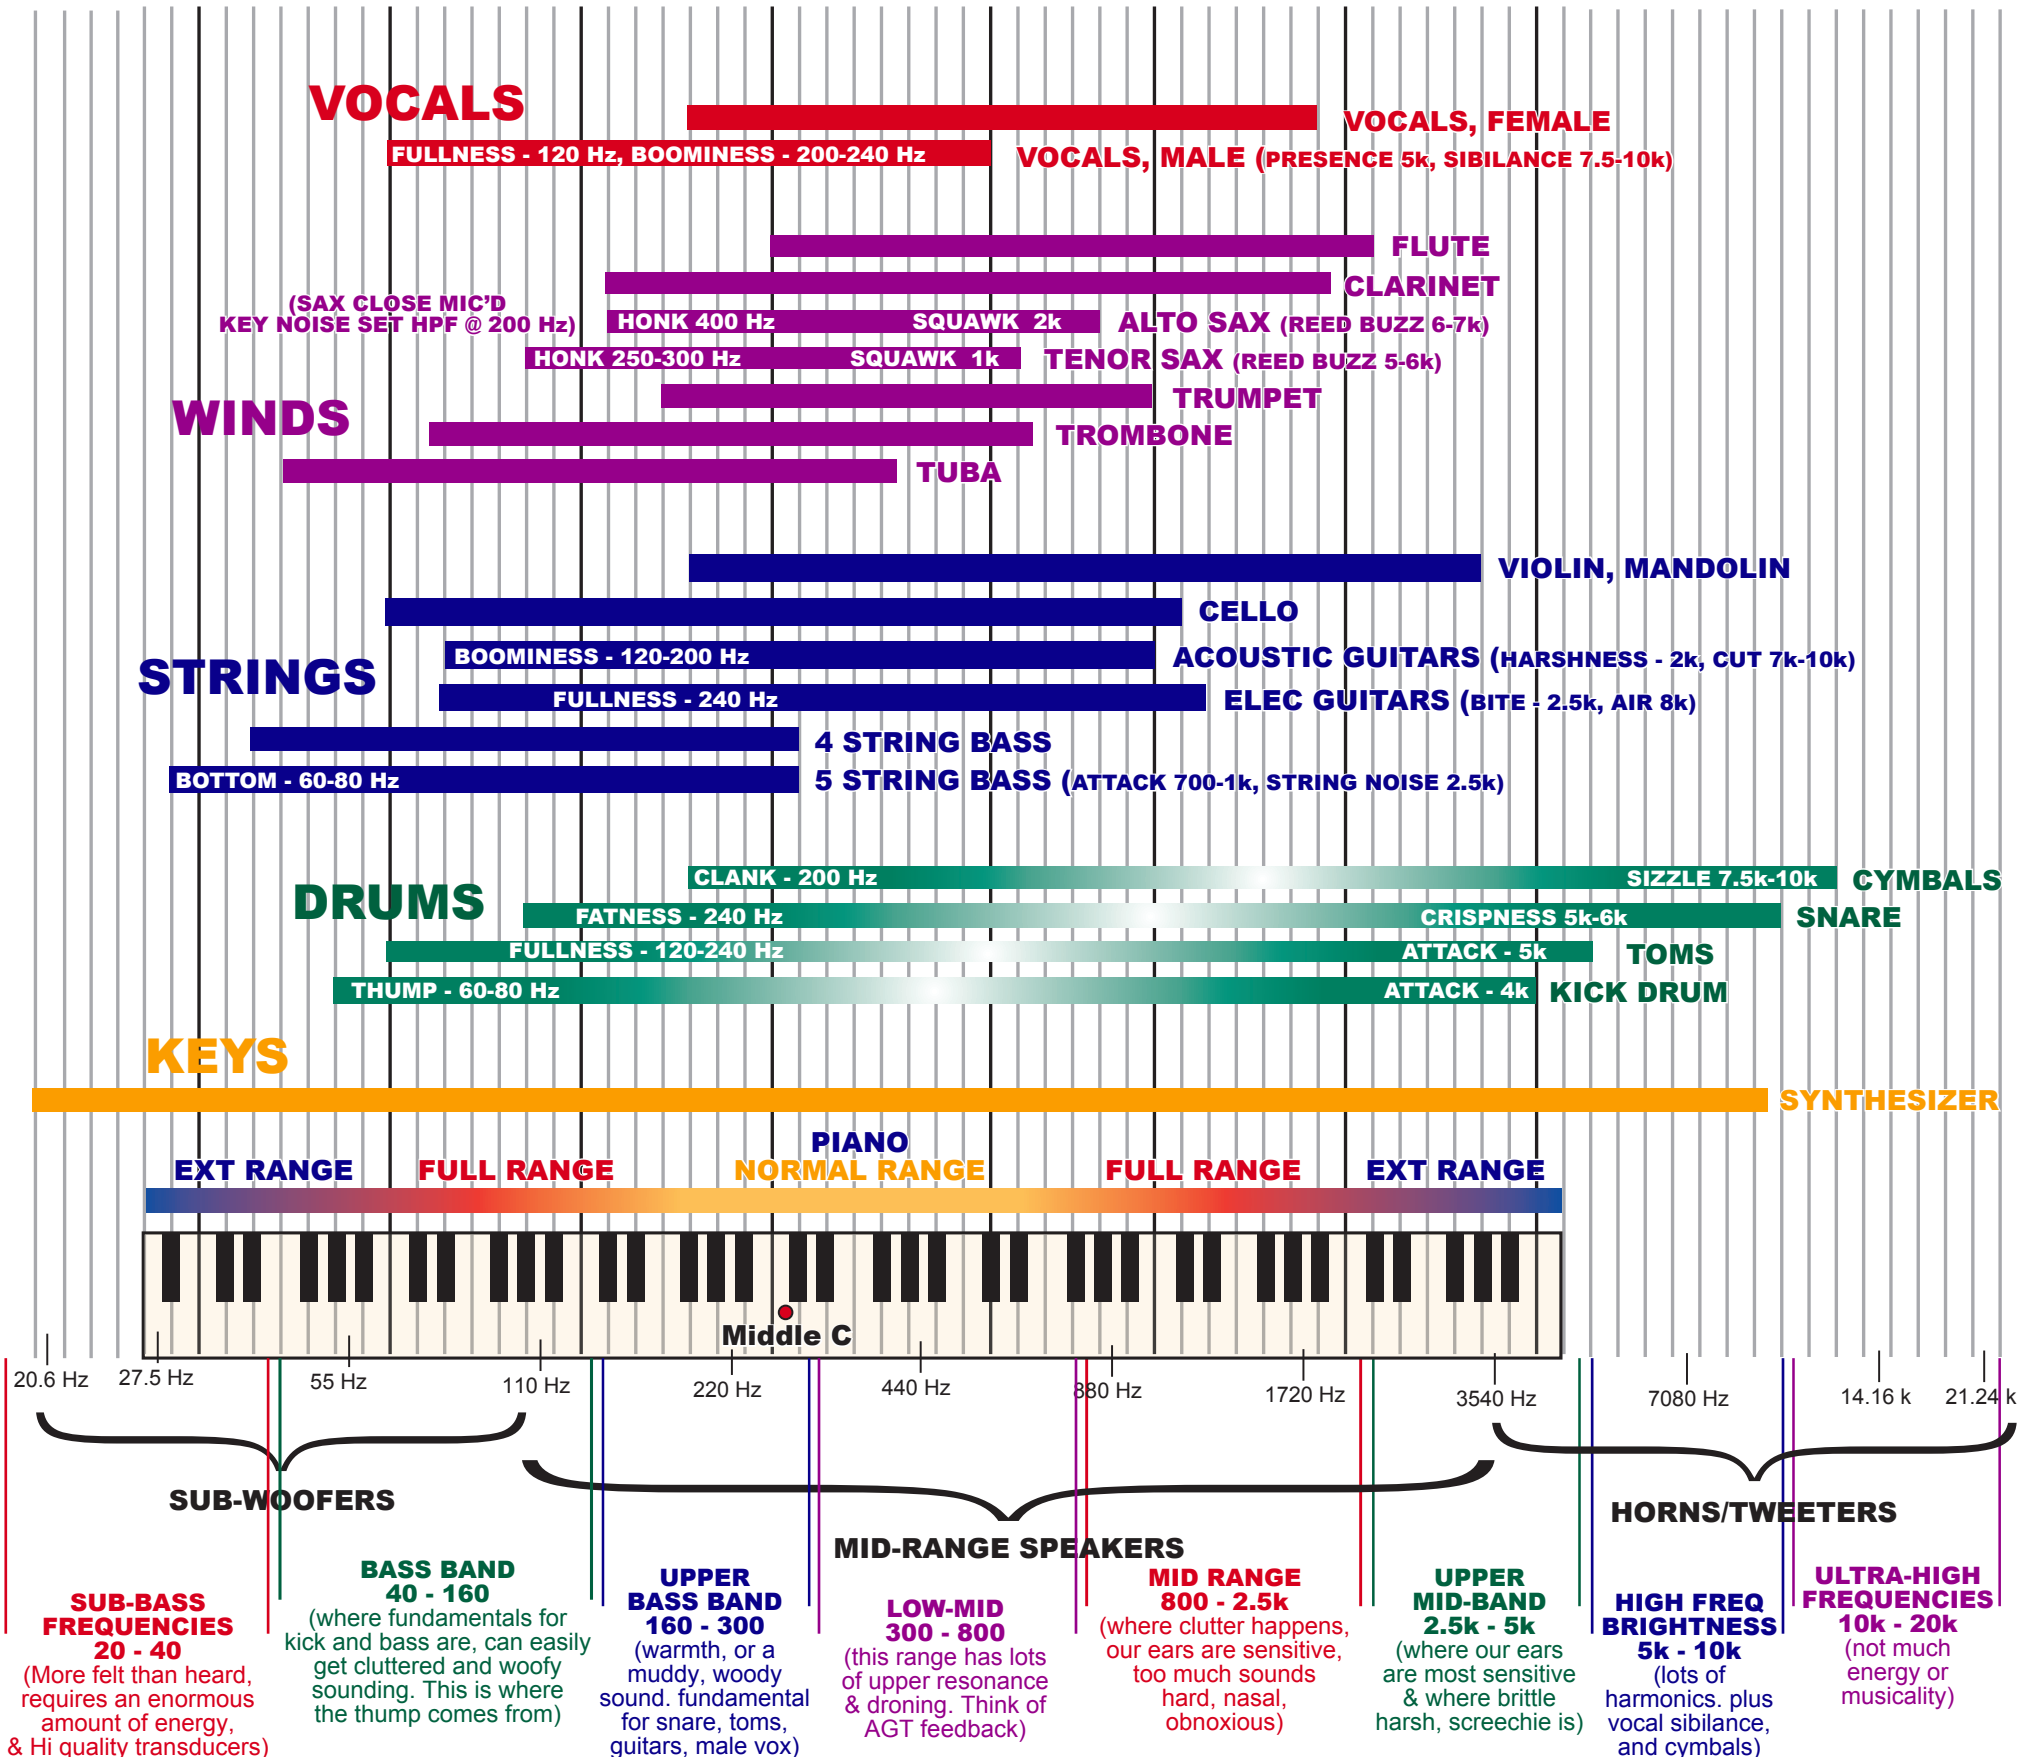 VOCALS
VOCALS, FEMALE
FULLNESS - 120 Hz, BOOMINESS - 200-240 Hz
VOCALS, MALE (PRESENCE 5k, SIBILANCE 7.5-10k)
FLUTE
CLARINET
(SAX CLOSE MIC'D
KEY NOISE SET HPF @ 200 Hz)
HONK 400 Hz SQUAWK 2k
ALTO SAX (REED BUZZ 6-7k)
HONK 250-300 Hz SQUAWK 1k
TENOR SAX (REED BUZZ 5-6k)
TRUMPET
WINDS
TROMBONE
TUBA
VIOLIN, MANDOLIN
CELLO
BOOMINESS - 120-200 Hz
ACOUSTIC GUITARS (HARSHNESS - 2k, CUT 7k-10k)
STRINGS
FULLNESS - 240 Hz
ELEC GUITARS (BITE - 2.5k, AIR 8k)
4 STRING BASS
BOTTOM - 60-80 Hz
5 STRING BASS (ATTACK 700-1k, STRING NOISE 2.5k)
CLANK - 200 Hz SIZZLE 7.5k-10k
CYMBALS
DRUMS
FATNESS - 240 Hz CRISPNESS 5k-6k
SNARE
FULLNESS - 120-240 Hz ATTACK - 5k
TOMS
THUMP - 60-80 Hz ATTACK - 4k
KICK DRUM
KEYS
SYNTHESIZER
PIANO
EXT RANGE FULL RANGE NORMAL RANGE FULL RANGE EXT RANGE
Middle C
20.6 Hz 27.5 Hz 55 Hz 110 Hz 220 Hz 440 Hz 880 Hz 1720 Hz 3540 Hz 7080 Hz 14.16 k 21.24 k
SUB-WOOFERS
MID-RANGE SPEAKERS
HORNS/TWEETERS
SUB-BASS
FREQUENCIES
20 - 40
(More felt than heard,
requires an enormous
amount of energy,
& Hi quality transducers)
BASS BAND
40 - 160
(where fundamentals for
kick and bass are, can easily
get cluttered and woofy
sounding. This is where
the thump comes from)
UPPER
BASS BAND
160 - 300
(warmth, or a
muddy, woody
sound. fundamental
for snare, toms,
guitars, male vox)
LOW-MID
300 - 800
(this range has lots
of upper resonance
& droning. Think of
AGT feedback)
MID RANGE
800 - 2.5k
(where clutter happens,
our ears are sensitive,
too much sounds
hard, nasal,
obnoxious)
UPPER
MID-BAND
2.5k - 5k
(where our ears
are most sensitive
& where brittle
harsh, screechie is)
HIGH FREQ
BRIGHTNESS
5k - 10k
(lots of
harmonics. plus
vocal sibilance,
and cymbals)
ULTRA-HIGH
FREQUENCIES
10k - 20k
(not much
energy or
musicality)